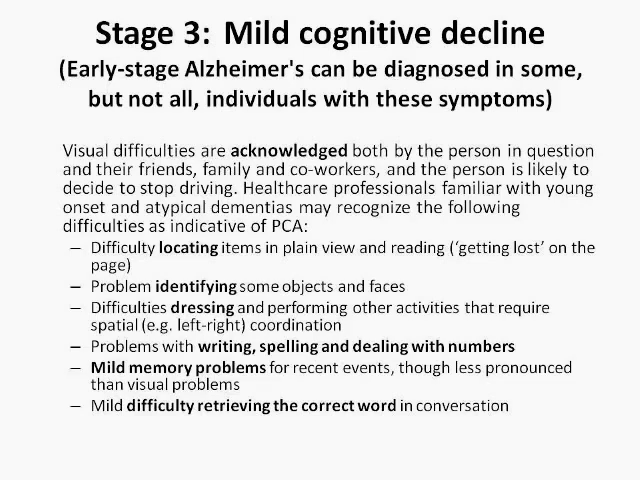 Stage 3: Mild cognitive decline
(Early-stage Alzheimer's can be diagnosed in some,
but not all, individuals with these symptoms)
Visual difficulties are acknowledged both by the person in question
and their friends, family and co-workers, and the person is likely to
decide to stop driving. Healthcare professionals familiar with young
onset and atypical dementias may recognize the following
difficulties as indicative of PCA:
– Difficulty locating items in plain view and reading (‘getting lost’ on the
page)
– Problem identifying some objects and faces
– Difficulties dressing and performing other activities that require
spatial (e.g. left-right) coordination
– Problems with writing, spelling and dealing with numbers
– Mild memory problems for recent events, though less pronounced
than visual problems
– Mild difficulty retrieving the correct word in conversation